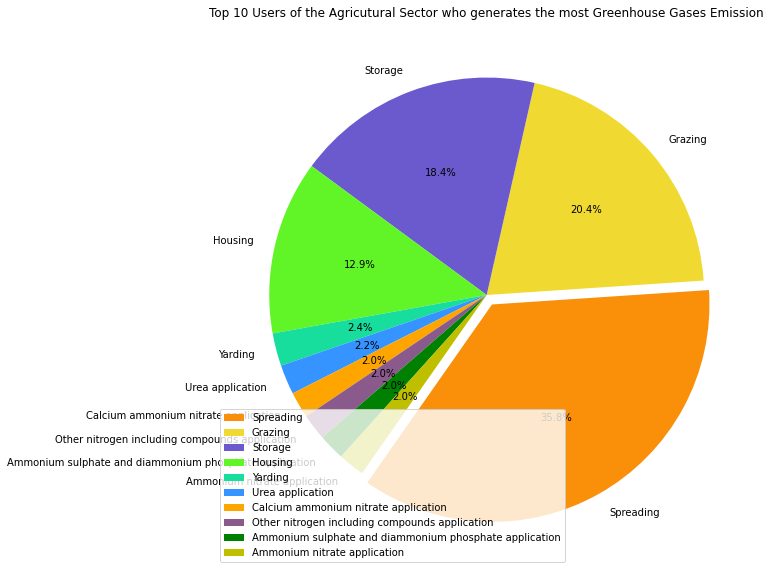 Top 10 Users of the Agricutural Sector who generates the most Greenhouse Gases Emission
Storage
Grazing
18.4%
20.4%
Housing
12.9%
2.4%
Yarding
2.2%
2.0%
Urea application
2.0%
2.0%
2.0%
Calcium ammonium nitrate application
35.8%
Other nitrogen including compounds application
Ammonium sulphate and diammonium phosphate application
Ammonium nitrate application
Spreading
Spreading
Grazing
Storage
Housing
Yarding
Urea application
Calcium ammonium nitrate application
Other nitrogen including compounds application
Ammonium sulphate and diammonium phosphate application
Ammonium nitrate application